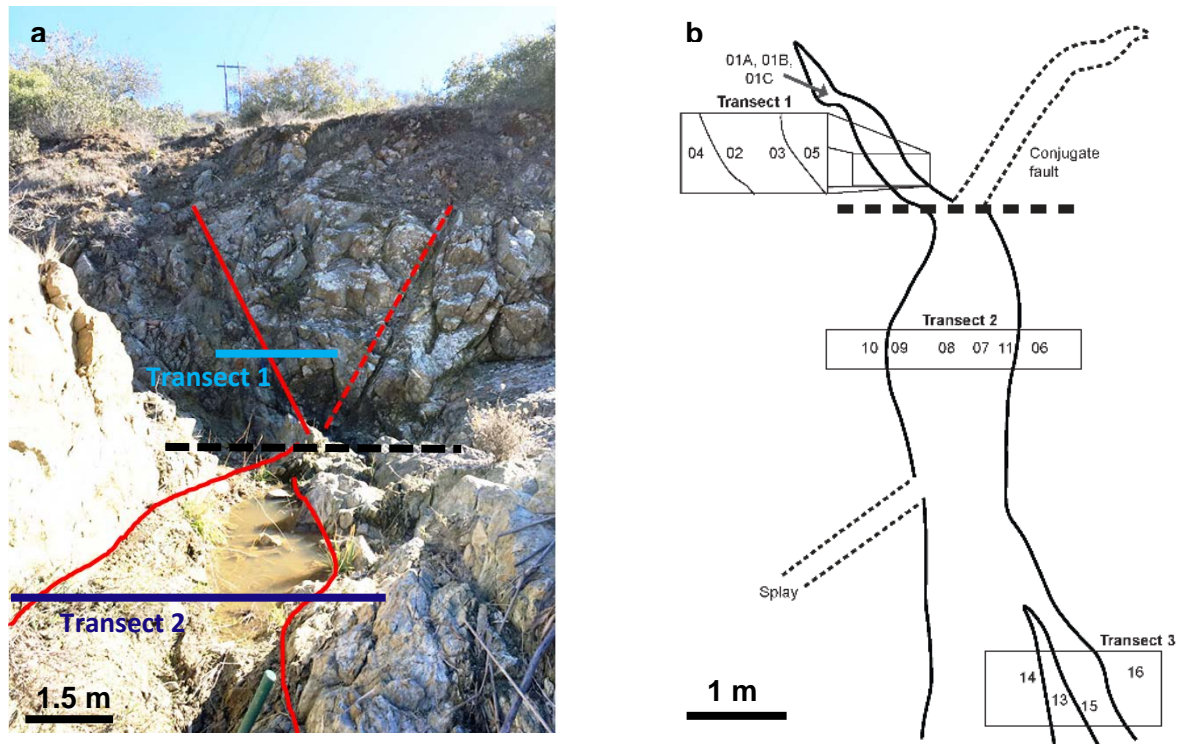 a
Transect 1
Transect 2
1.5 m
b
01A, 01B,
01C
Transect 1
04 02 03 05
Conjugate
fault
Transect 2
10 09 08 07 11 06
Splay
Transect 3
14 13 15 16
1 m